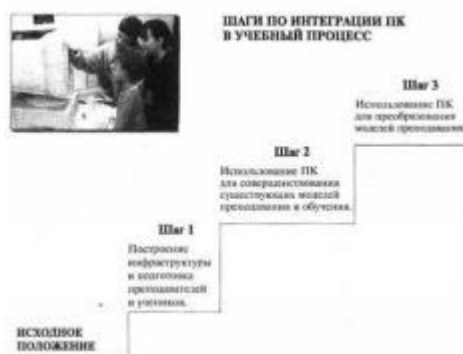 ШАГИ ПО ИНТЕГРАЦИИ ПК
В УЧЕБНЫЙ ПРОЦЕСС
Шаг 3
Использование ПК
для преобразования
моделей преподавания
Шаг 2
Использование ПК
для совершенствования
существующих моделей
преподавания и обучения.
Шаг 1
Построение
инфраструктуры
и подготовка
преподавателей
и учеников.
ИСХОДНОЕ
ПОЛОЖЕНИЕ